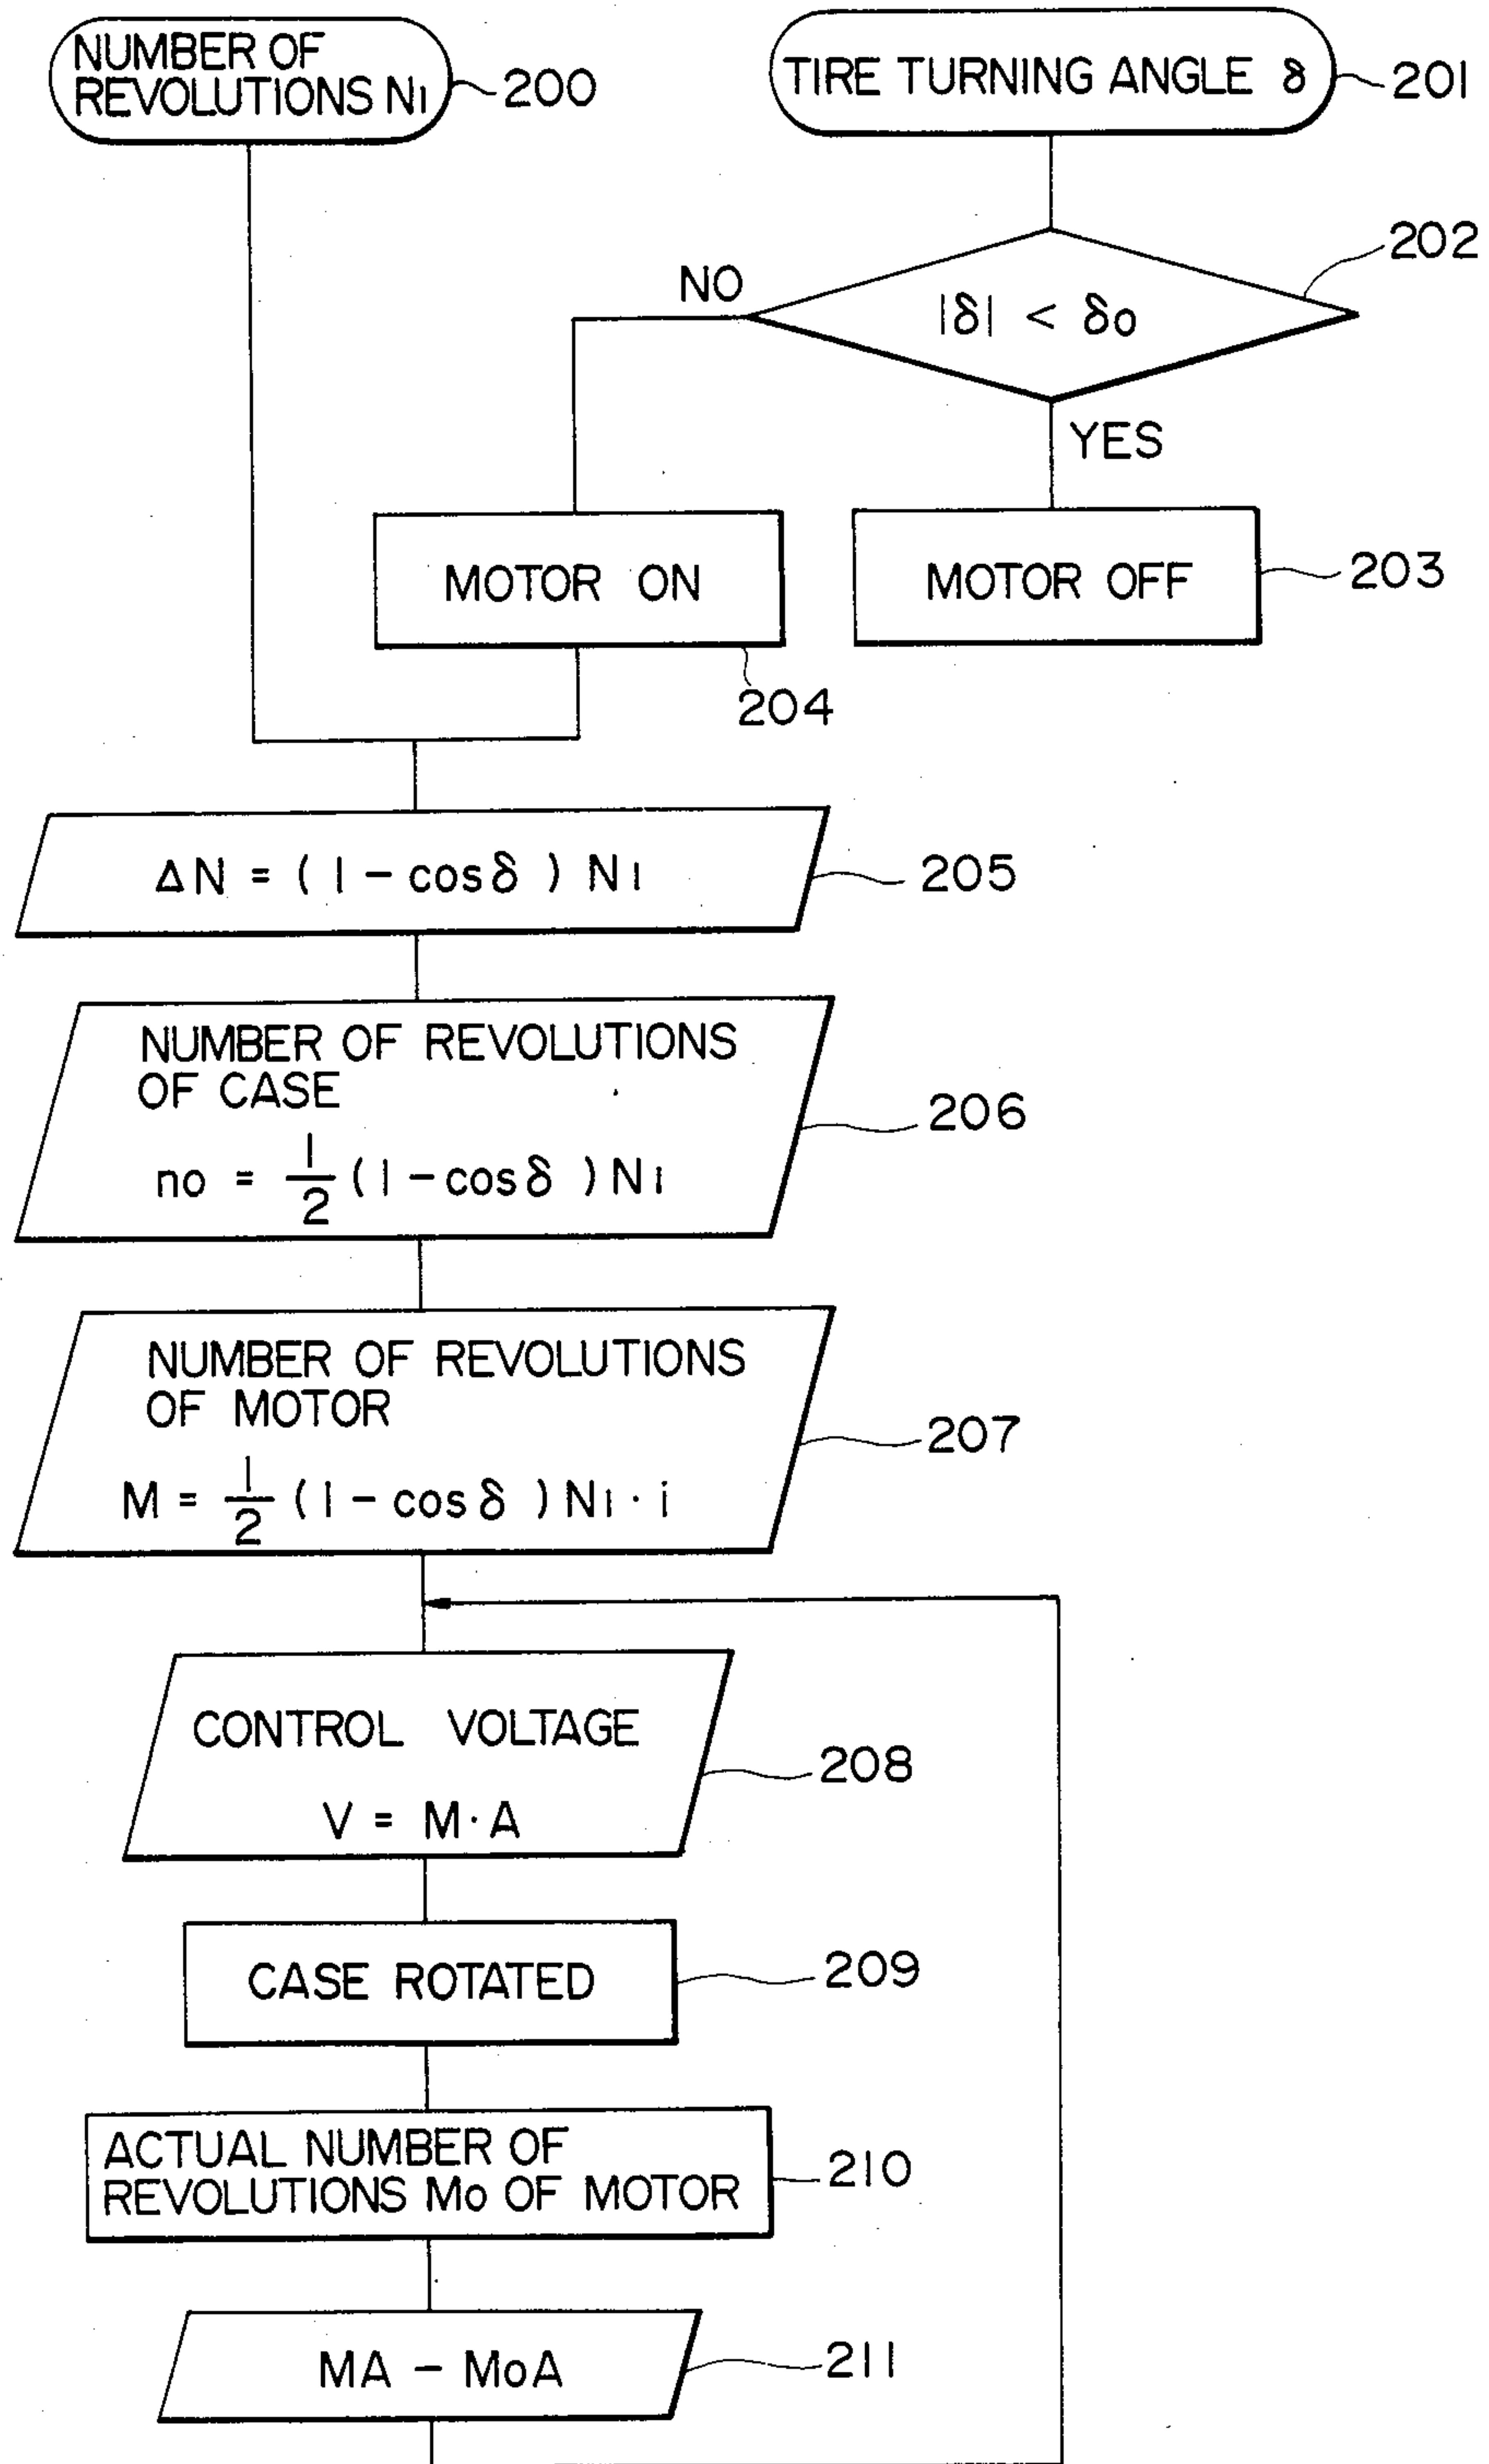 NUMBER OF
REVOLUTIONS N1
200
TIRE TURNING ANGLE δ
201
202
|δ| < δo
NO
YES
MOTOR ON
204
MOTOR OFF
203
ΔN = (1 - cosδ ) N1
205
NUMBER OF REVOLUTIONS
OF CASE
no = 1/2 (1 - cosδ ) N1
206
NUMBER OF REVOLUTIONS
OF MOTOR
M = 1/2 (1 - cosδ ) N1 · i
207
CONTROL VOLTAGE
V = M · A
208
CASE ROTATED
209
ACTUAL NUMBER OF
REVOLUTIONS Mo OF MOTOR
210
MA - MoA
211